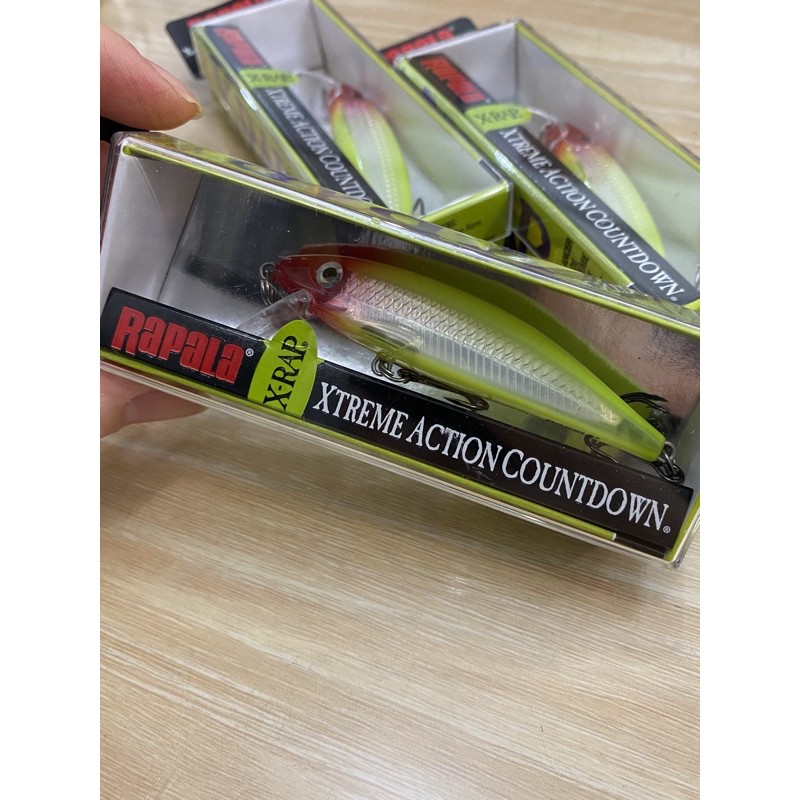 RAPALA
X-RAP
XTREME ACTION COUNTDOWN
RAPALA
X-RAP
XTREME ACTION COUNTDOWN®
RAPALA®
X-RAP®
XTREME ACTION COUNTDOWN®